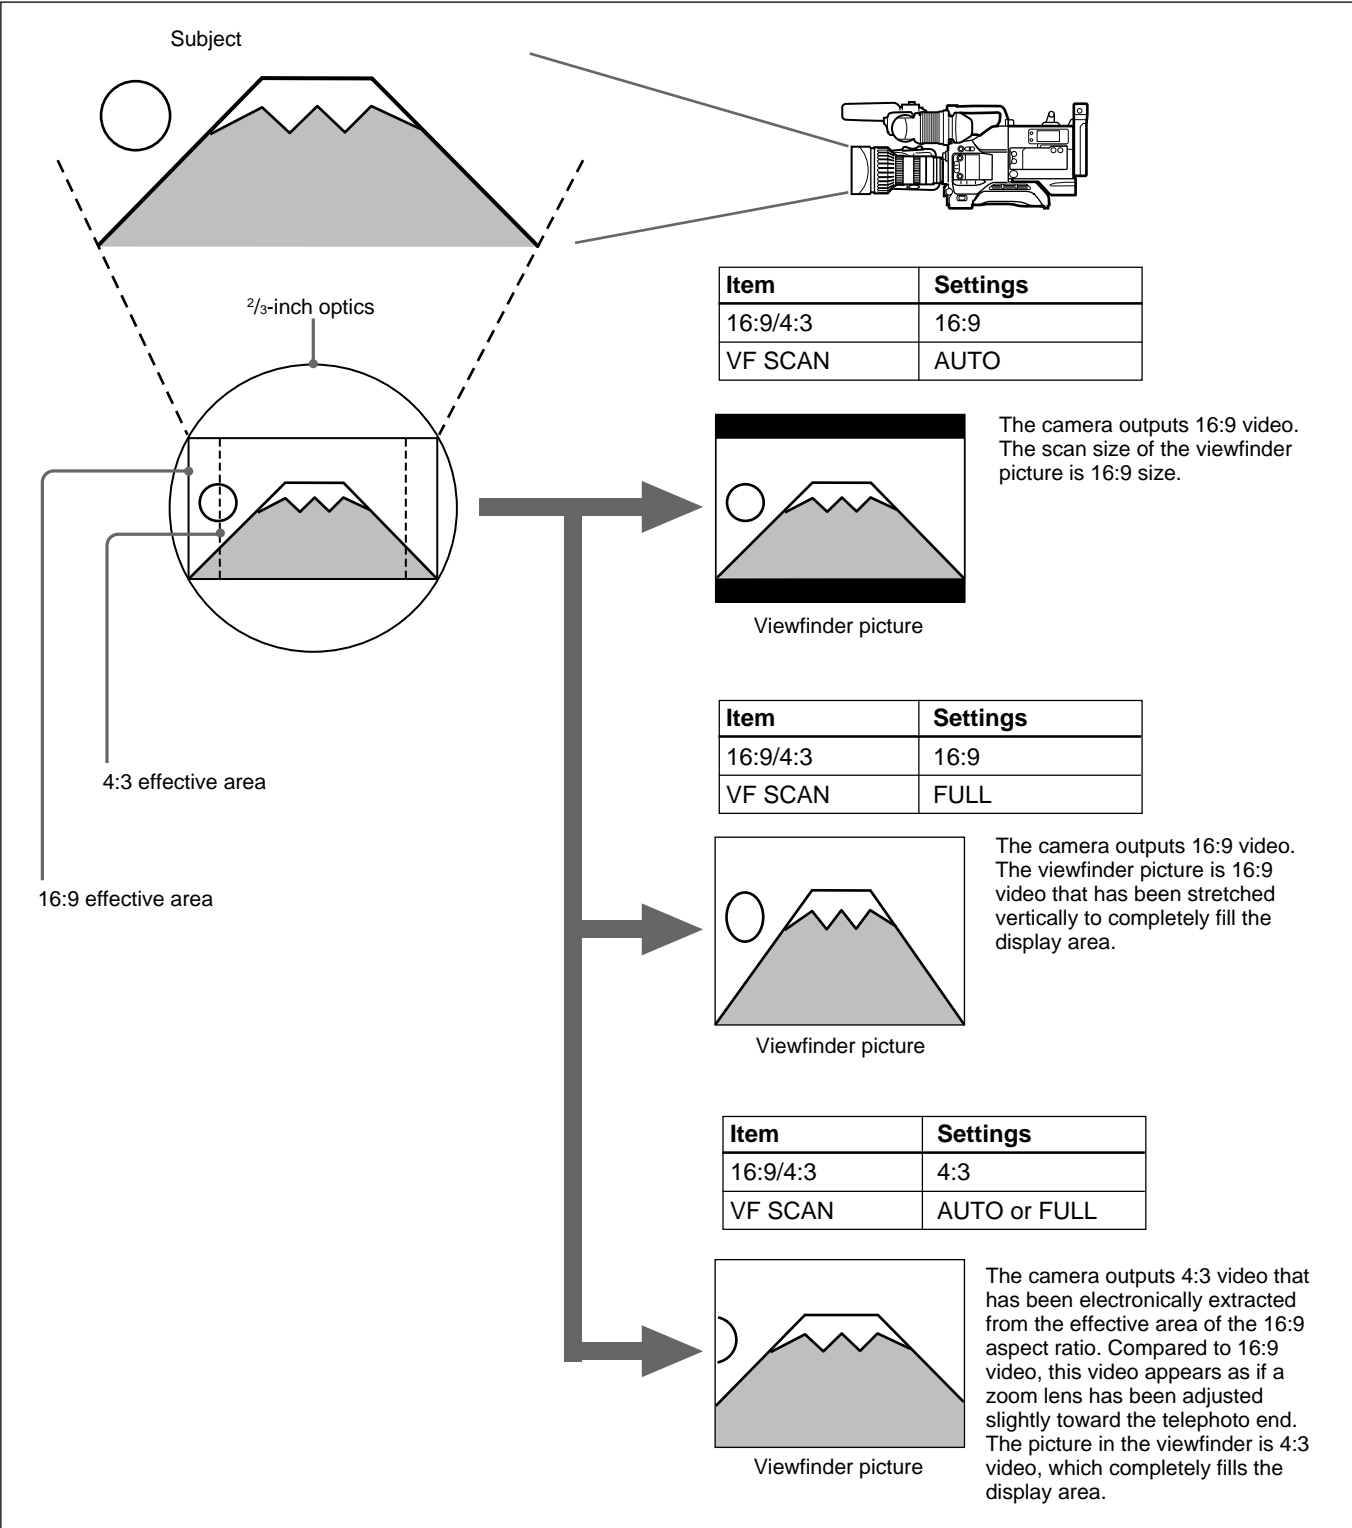 Subject
2/3-inch optics
Item Settings
16:9/4:3 16:9
VF SCAN AUTO
The camera outputs 16:9 video.
The scan size of the viewfinder
picture is 16:9 size.
Viewfinder picture
4:3 effective area
16:9 effective area
Item Settings
16:9/4:3 16:9
VF SCAN FULL
The camera outputs 16:9 video.
The viewfinder picture is 16:9
video that has been stretched
vertically to completely fill the
display area.
Viewfinder picture
Item Settings
16:9/4:3 4:3
VF SCAN AUTO or FULL
The camera outputs 4:3 video that
has been electronically extracted
from the effective area of the 16:9
aspect ratio. Compared to 16:9
video, this video appears as if a
zoom lens has been adjusted
slightly toward the telephoto end.
The picture in the viewfinder is 4:3
video, which completely fills the
display area.
Viewfinder picture